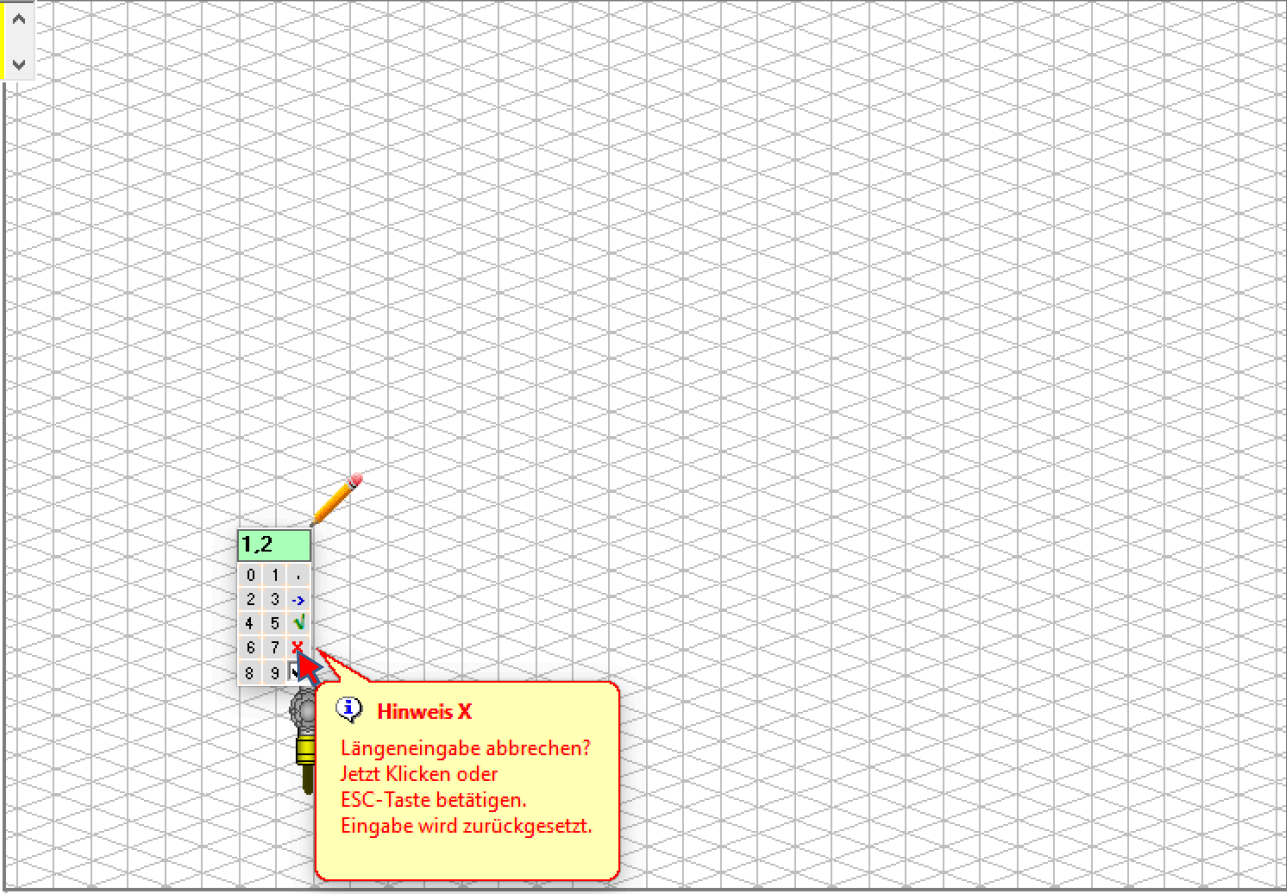 1,2
0 1 .
2 3 ->
4 5 √
6 7 X
8 9
Hinweis X
Längeneingabe abbrechen?
Jetzt Klicken oder
ESC-Taste betätigen.
Eingabe wird zurückgesetzt.